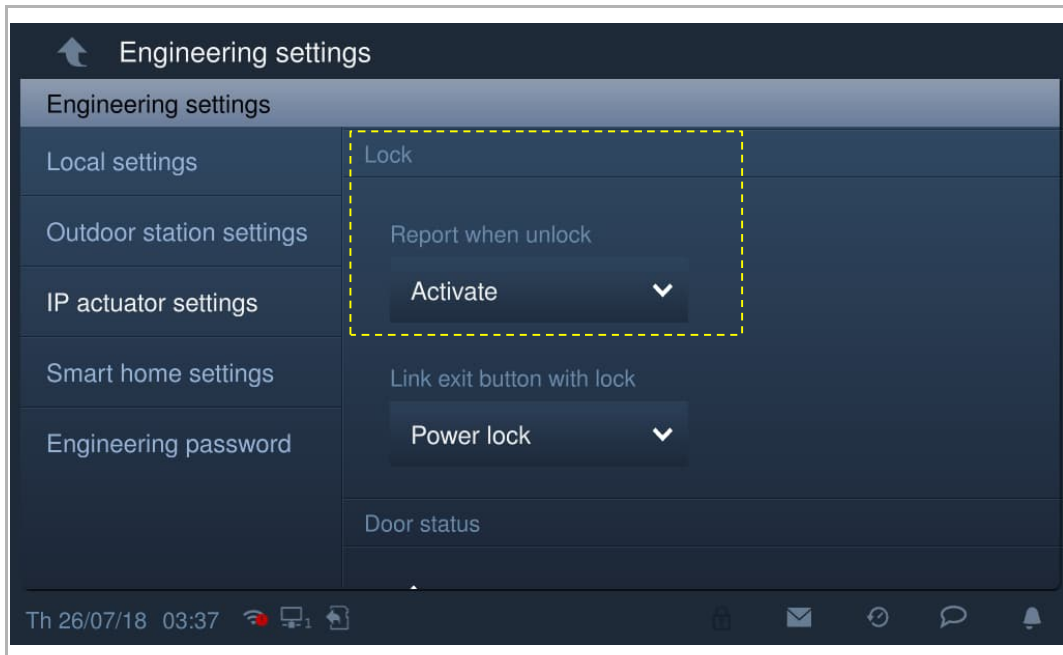 Engineering settings
Engineering settings
Local settings
Outdoor station settings
IP actuator settings
Smart home settings
Engineering password
Lock
Report when unlock
Activate
Link exit button with lock
Power lock
Door status
Th 26/07/18 03:37
1